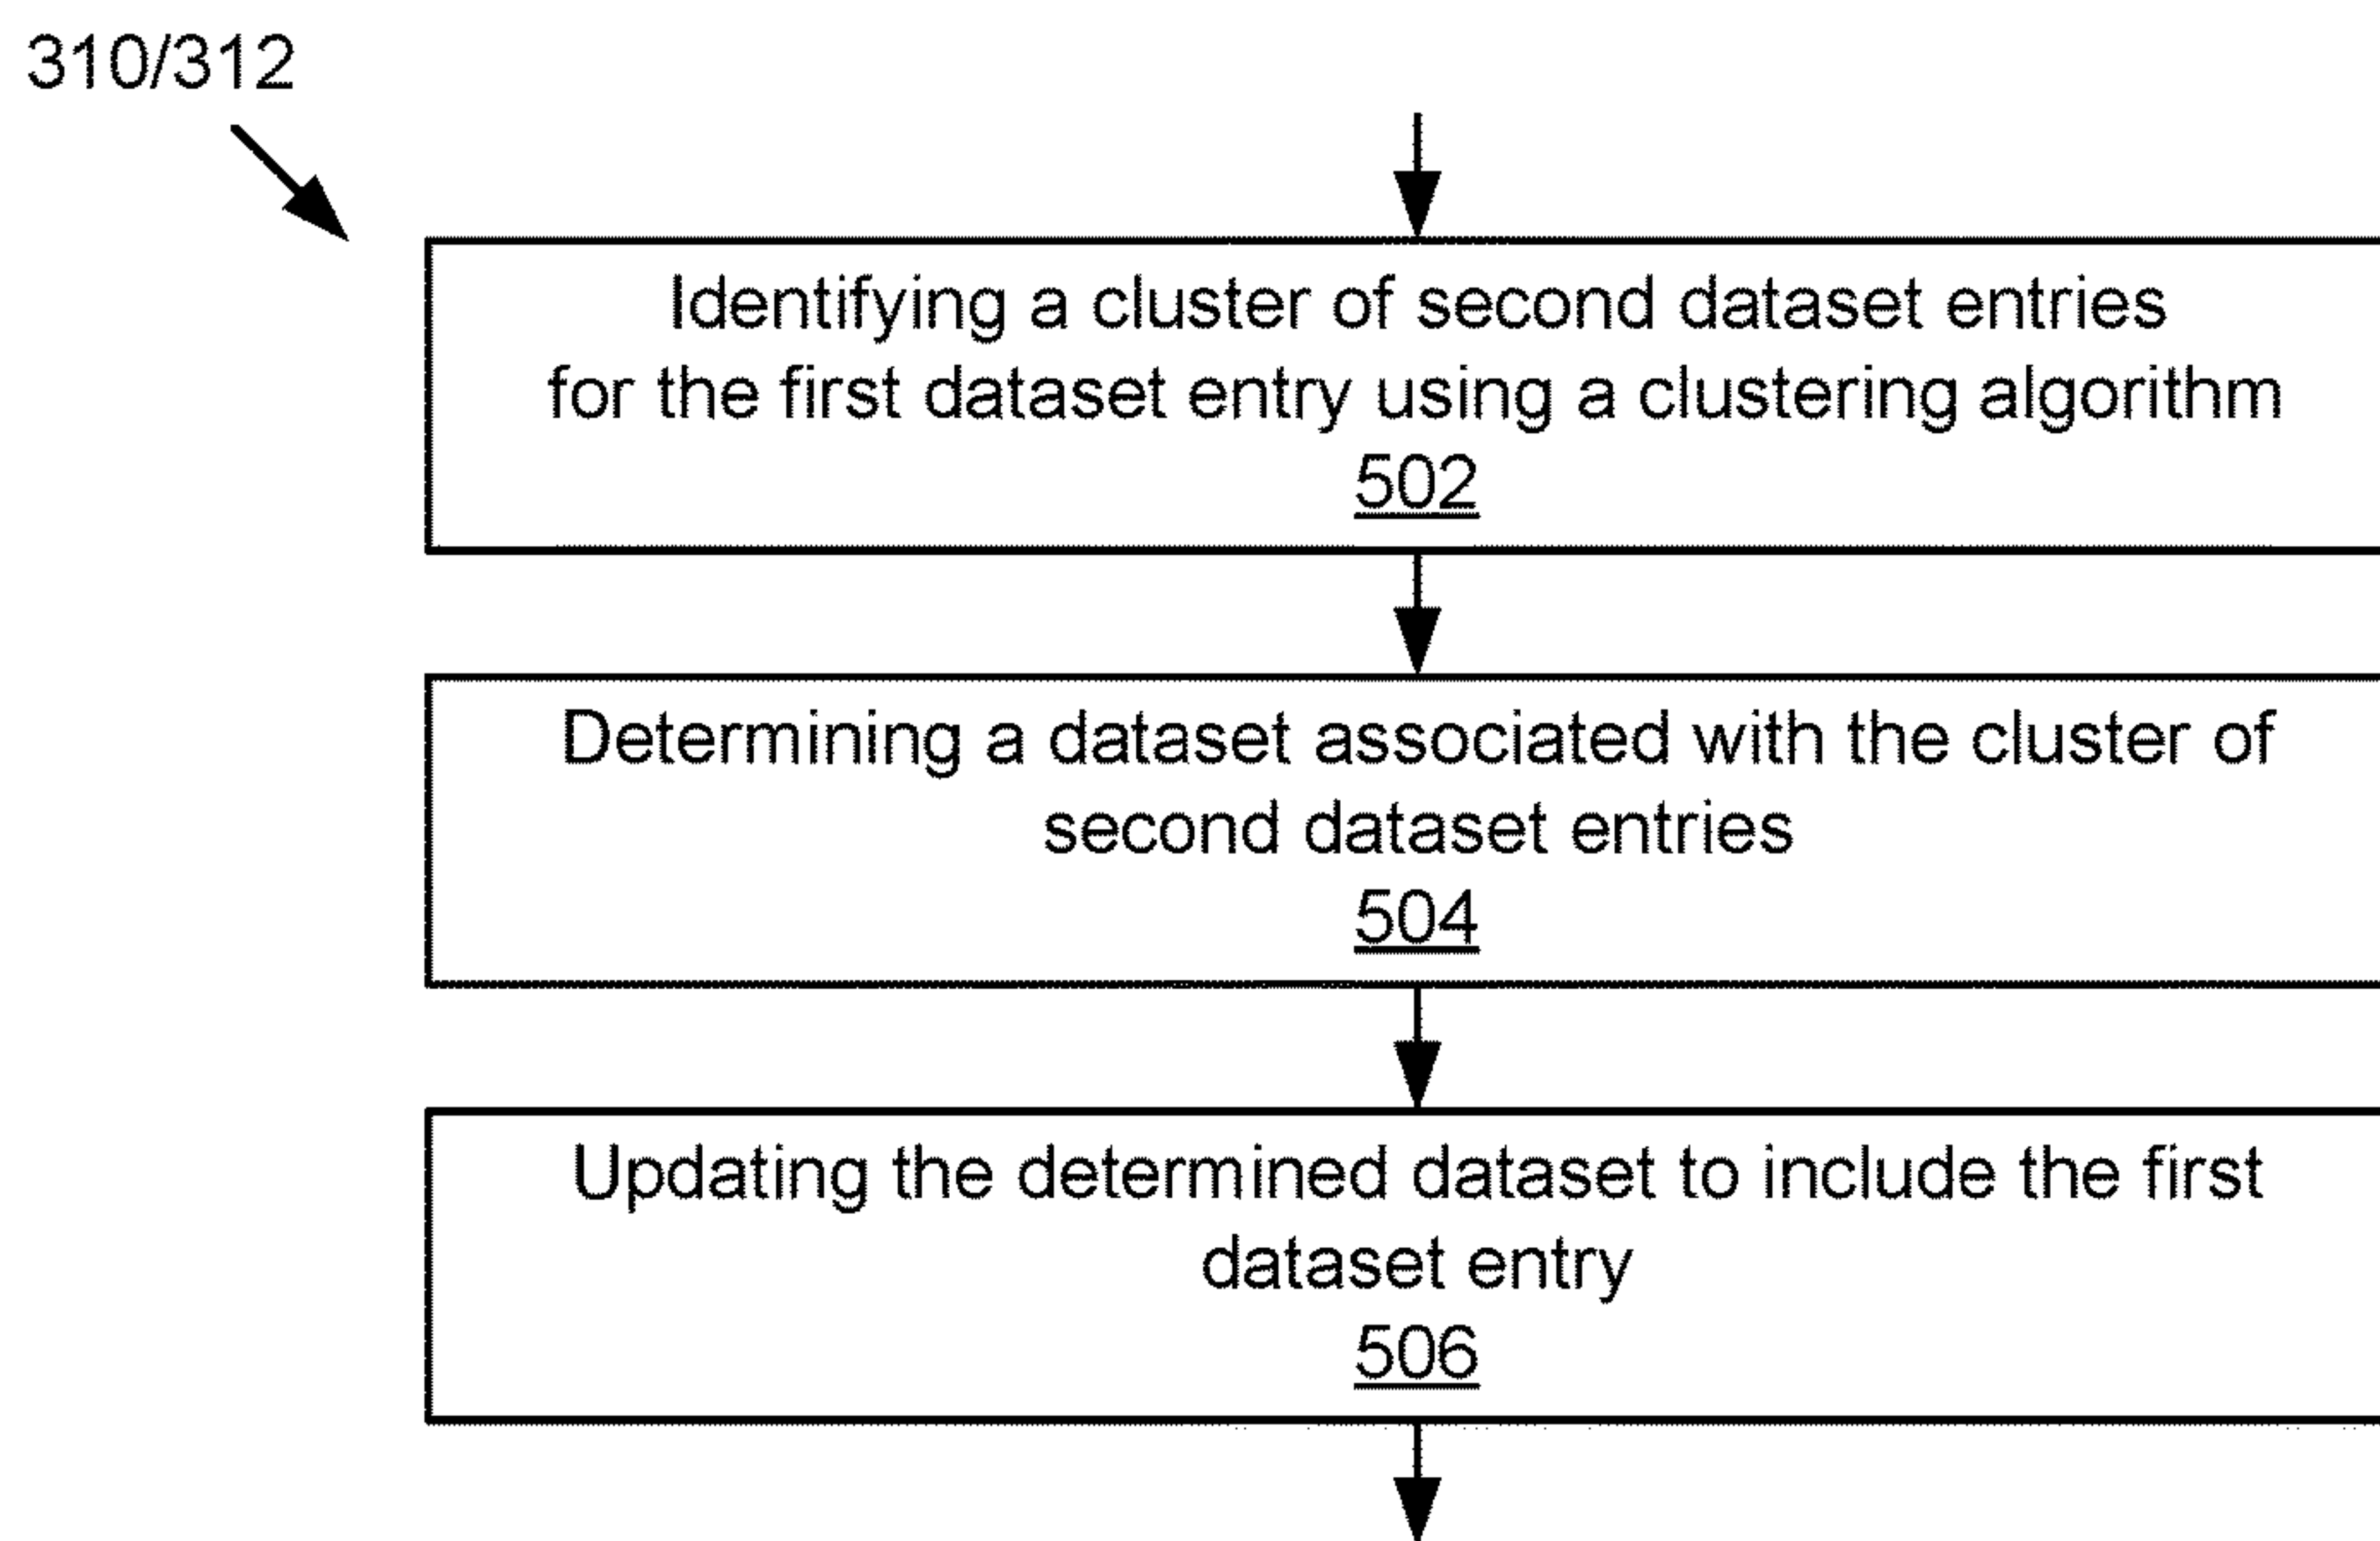 310/312
Identifying a cluster of second dataset entries
for the first dataset entry using a clustering algorithm
502
Determining a dataset associated with the cluster of
second dataset entries
504
Updating the determined dataset to include the first
dataset entry
506